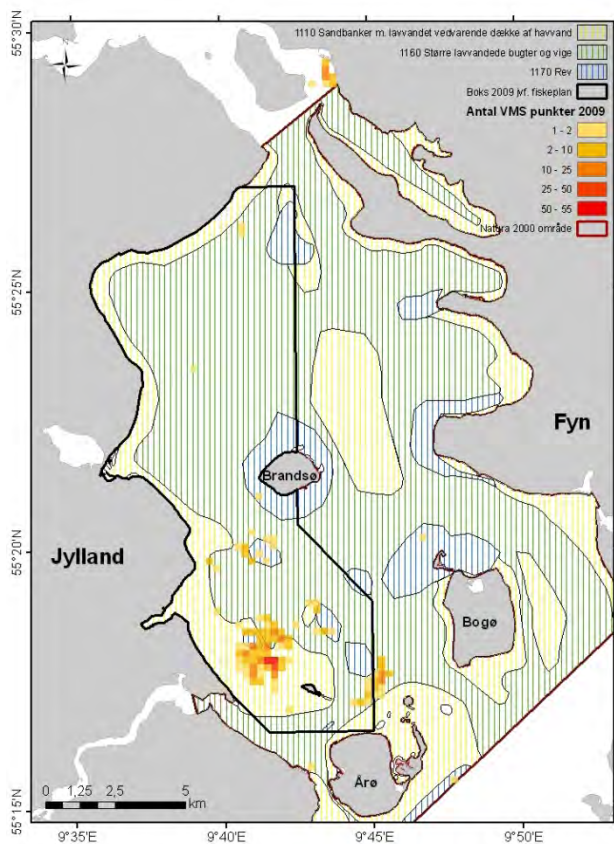 55°30'N
1110 Sandbanker m. lavvandet vedvarende dække af havvand
1160 Større lavvandede bugter og vige
1170 Rev
Boks 2009 jvf. fiskeplan
Antal VMS punkter 2009
1 - 2
2 - 10
10 - 25
25 - 50
50 - 55
Natura 2000 område
55°25'N
Fyn
Brandsø
55°20'N
Jylland
Bogø
Årø
0 1,25 2,5 5
km
55°15'N
9°35'E 9°40'E 9°45'E 9°50'E